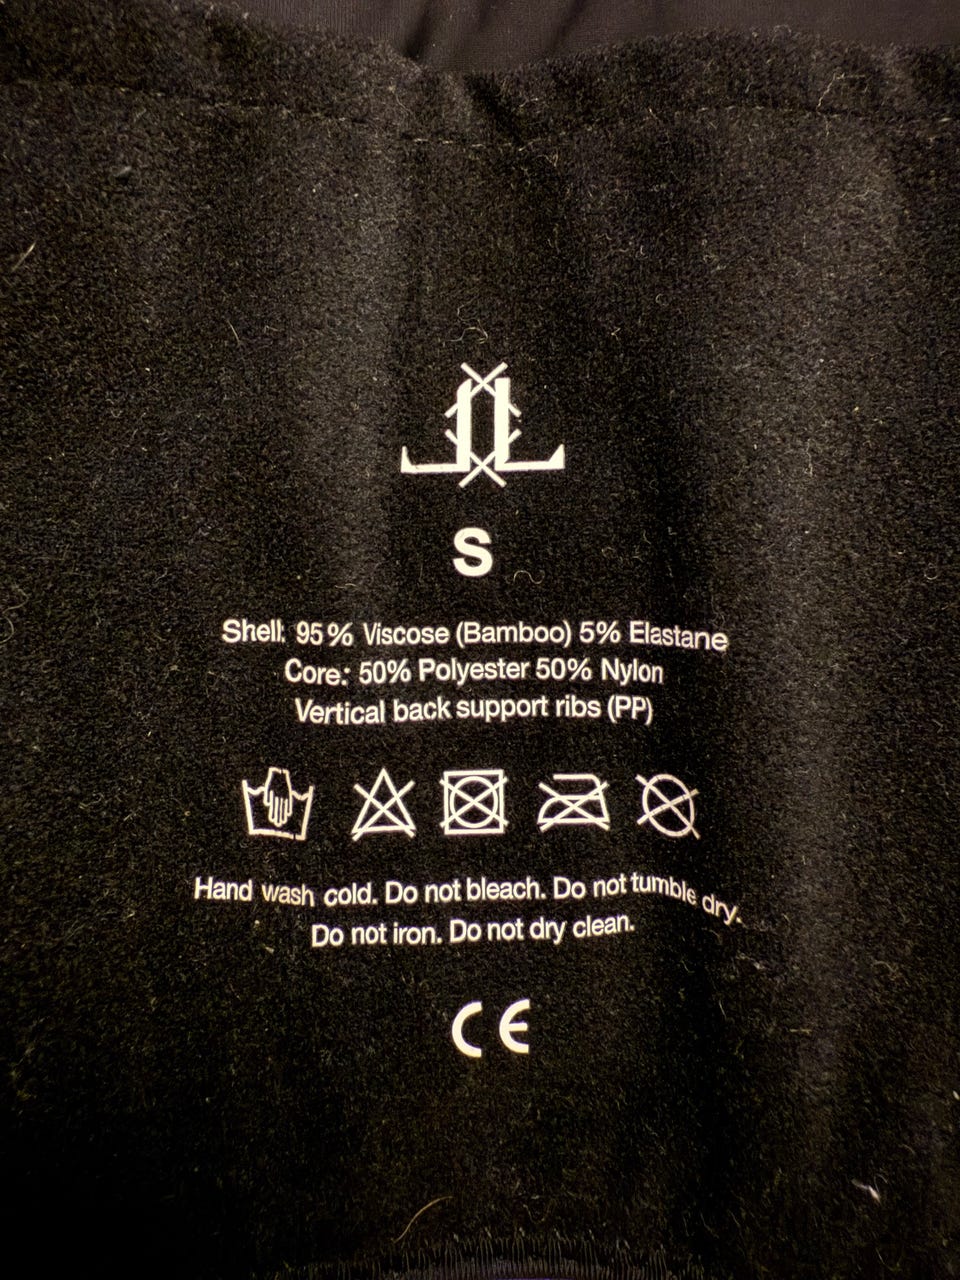 S
Shell: 95% Viscose (Bamboo) 5% Elastane
Core: 50% Polyester 50% Nylon
Vertical back support ribs (PP)
Hand wash cold. Do not bleach. Do not tumble dry.
Do not iron. Do not dry clean.
CE